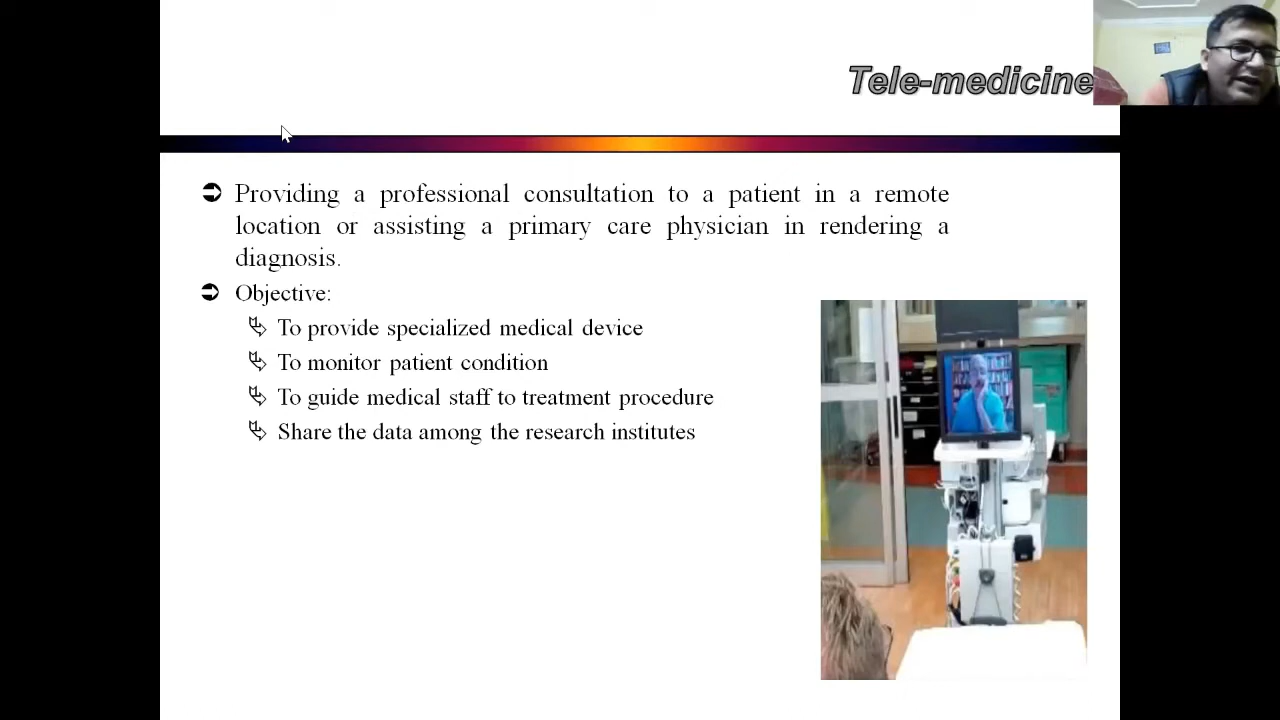 Tele-medicine
Providing a professional consultation to a patient in a remote
location or assisting a primary care physician in rendering a
diagnosis.
Objective:
To provide specialized medical device
To monitor patient condition
To guide medical staff to treatment procedure
Share the data among the research institutes